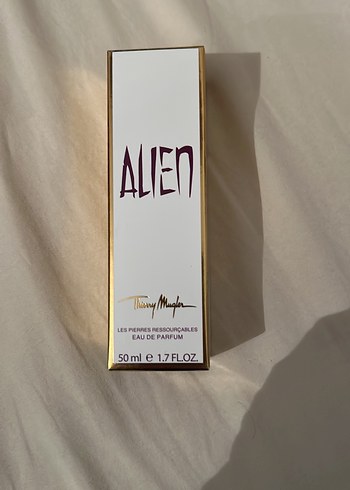 ALIEN
Thierry Mugler
LES PIERRES RESSOURÇABLES
EAU DE PARFUM
50 ml e 1.7 FL.OZ.